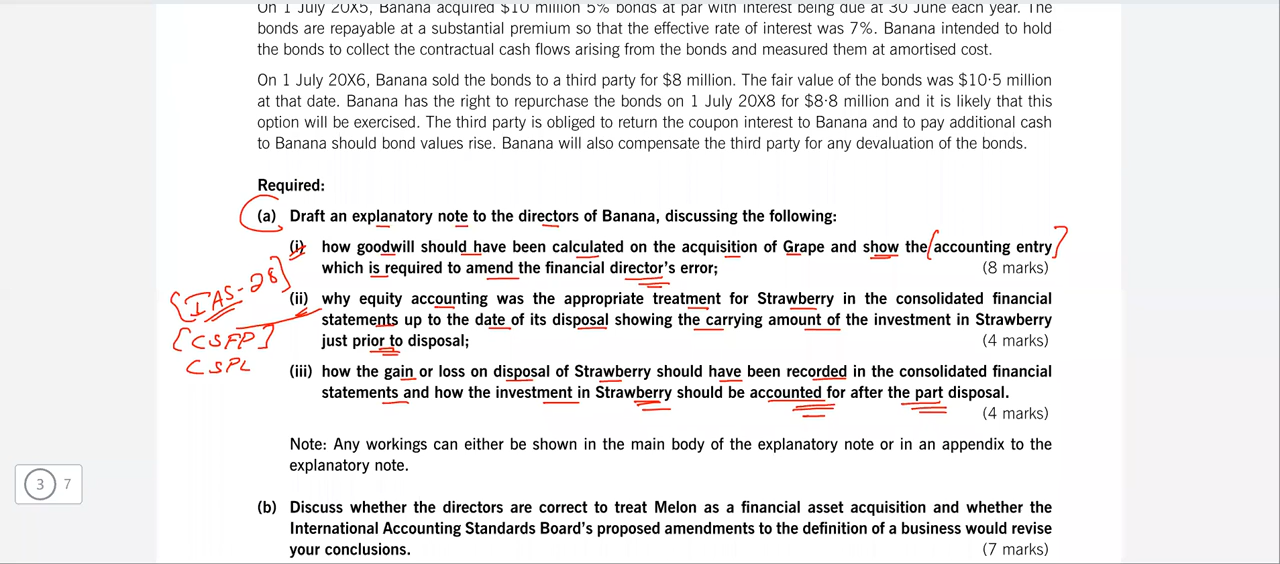 On 1 July 20X5, Banana acquired $10 million 5% bonds at par with interest being due at 30 June each year. The
bonds are repayable at a substantial premium so that the effective rate of interest was 7%. Banana intended to hold
the bonds to collect the contractual cash flows arising from the bonds and measured them at amortised cost.
On 1 July 20X6, Banana sold the bonds to a third party for $8 million. The fair value of the bonds was $10·5 million
at that date. Banana has the right to repurchase the bonds on 1 July 20X8 for $8·8 million and it is likely that this
option will be exercised. The third party is obliged to return the coupon interest to Banana and to pay additional cash
to Banana should bond values rise. Banana will also compensate the third party for any devaluation of the bonds.
Required:
(a) Draft an explanatory note to the directors of Banana, discussing the following:
(i) how goodwill should have been calculated on the acquisition of Grape and show the accounting entry
which is required to amend the financial director's error; (8 marks)
IAS-28
(ii) why equity accounting was the appropriate treatment for Strawberry in the consolidated financial
statements up to the date of its disposal showing the carrying amount of the investment in Strawberry
just prior to disposal; (4 marks)
[CSFP]
CSPL
(iii) how the gain or loss on disposal of Strawberry should have been recorded in the consolidated financial
statements and how the investment in Strawberry should be accounted for after the part disposal.
(4 marks)
Note: Any workings can either be shown in the main body of the explanatory note or in an appendix to the
explanatory note.
3 7
(b) Discuss whether the directors are correct to treat Melon as a financial asset acquisition and whether the
International Accounting Standards Board's proposed amendments to the definition of a business would revise
your conclusions. (7 marks)